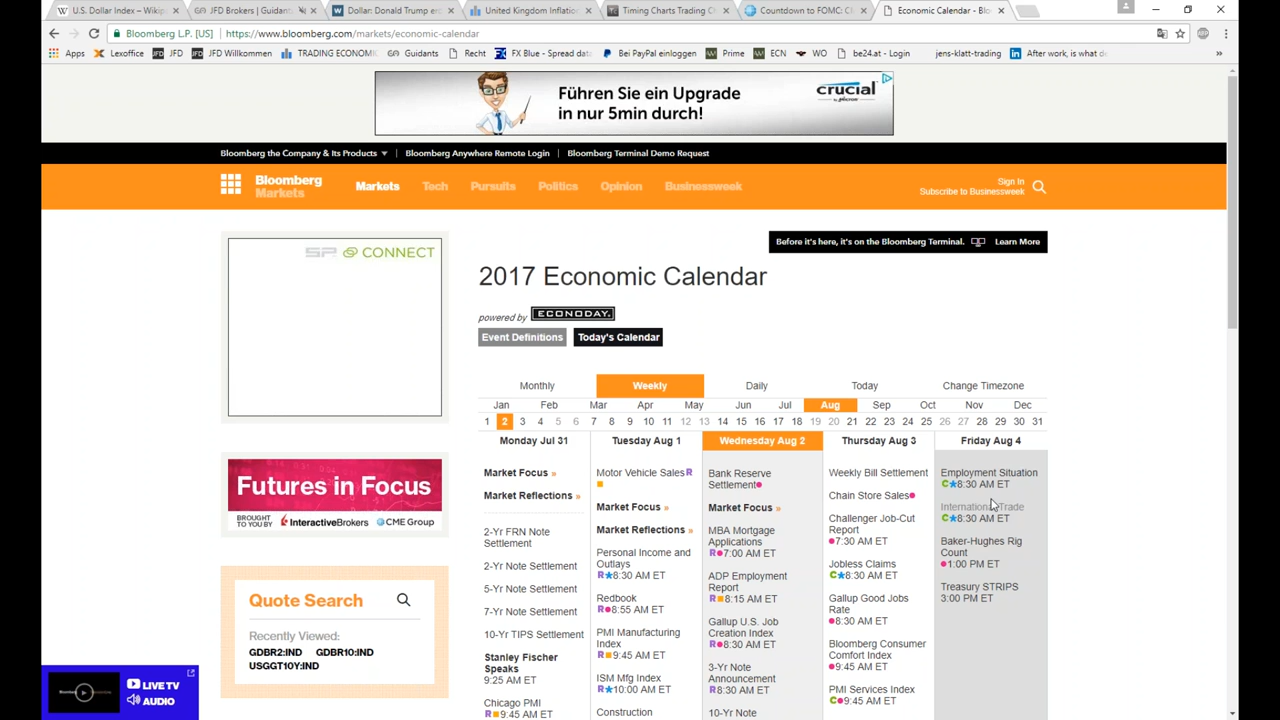 U.S. Dollar Index – Wikip
JFD Brokers | Guidant
Dollar: Donald Trump er
United Kingdom Inflation
Timing Charts Trading C
Countdown to FOMC: C
Economic Calendar - Blo
Bloomberg L.P. [US]
https://www.bloomberg.com/markets/economic-calendar
Apps
Lexoffice
JFD
JFD Willkommen
TRADING ECONOMIC
Guidants
Recht
FX Blue - Spread data
Bei PayPal einloggen
Prime
ECN
WO
be24.at - Login
jens-klatt-trading
After work, is what d
»
Führen Sie ein Upgrade
in nur 5min durch!
crucial
by Micron
Bloomberg the Company & Its Products
Bloomberg Anywhere Remote Login
Bloomberg Terminal Demo Request
Bloomberg
Markets
Markets
Tech
Pursuits
Politics
Opinion
Businessweek
Sign In
Subscribe to Businessweek
SP CONNECT
Before it's here, it's on the Bloomberg Terminal.
Learn More
2017 Economic Calendar
powered by ECONODAY.
Event Definitions
Today's Calendar
Monthly
Weekly
Daily
Today
Change Timezone
Jan Feb Mar Apr May Jun Jul Aug Sep Oct Nov Dec
1 2 3 4 5 6 7 8 9 10 11 12 13 14 15 16 17 18 19 20 21 22 23 24 25 26 27 28 29 30 31
Monday Jul 31
Market Focus »
Market Reflections »
2-Yr FRN Note
Settlement
2-Yr Note Settlement
5-Yr Note Settlement
7-Yr Note Settlement
10-Yr TIPS Settlement
Stanley Fischer
Speaks
9:25 AM ET
Chicago PMI
R 9:45 AM ET
Tuesday Aug 1
Motor Vehicle Sales R
Market Focus »
Market Reflections »
Personal Income and
Outlays
R 8:30 AM ET
Redbook
R 8:55 AM ET
PMI Manufacturing
Index
R 9:45 AM ET
ISM Mfg Index
R 10:00 AM ET
Construction
Wednesday Aug 2
Bank Reserve
Settlement
Market Focus »
MBA Mortgage
Applications
R 7:00 AM ET
ADP Employment
Report
R 8:15 AM ET
Gallup U.S. Job
Creation Index
R 8:30 AM ET
3-Yr Note
Announcement
8:30 AM ET
10-Yr Note
Thursday Aug 3
Weekly Bill Settlement
Chain Store Sales
Challenger Job-Cut
Report
7:30 AM ET
Jobless Claims
C 8:30 AM ET
Gallup Good Jobs
Rate
8:30 AM ET
Bloomberg Consumer
Comfort Index
9:45 AM ET
PMI Services Index
C 9:45 AM ET
Friday Aug 4
Employment Situation
C 8:30 AM ET
International Trade
C 8:30 AM ET
Baker-Hughes Rig
Count
1:00 PM ET
Treasury STRIPS
3:00 PM ET
Futures in Focus
BROUGHT
TO YOU BY
InteractiveBrokers
CME Group
Quote Search
Recently Viewed:
GDBR2:IND GDBR10:IND
USGGT10Y:IND
LIVE TV
AUDIO